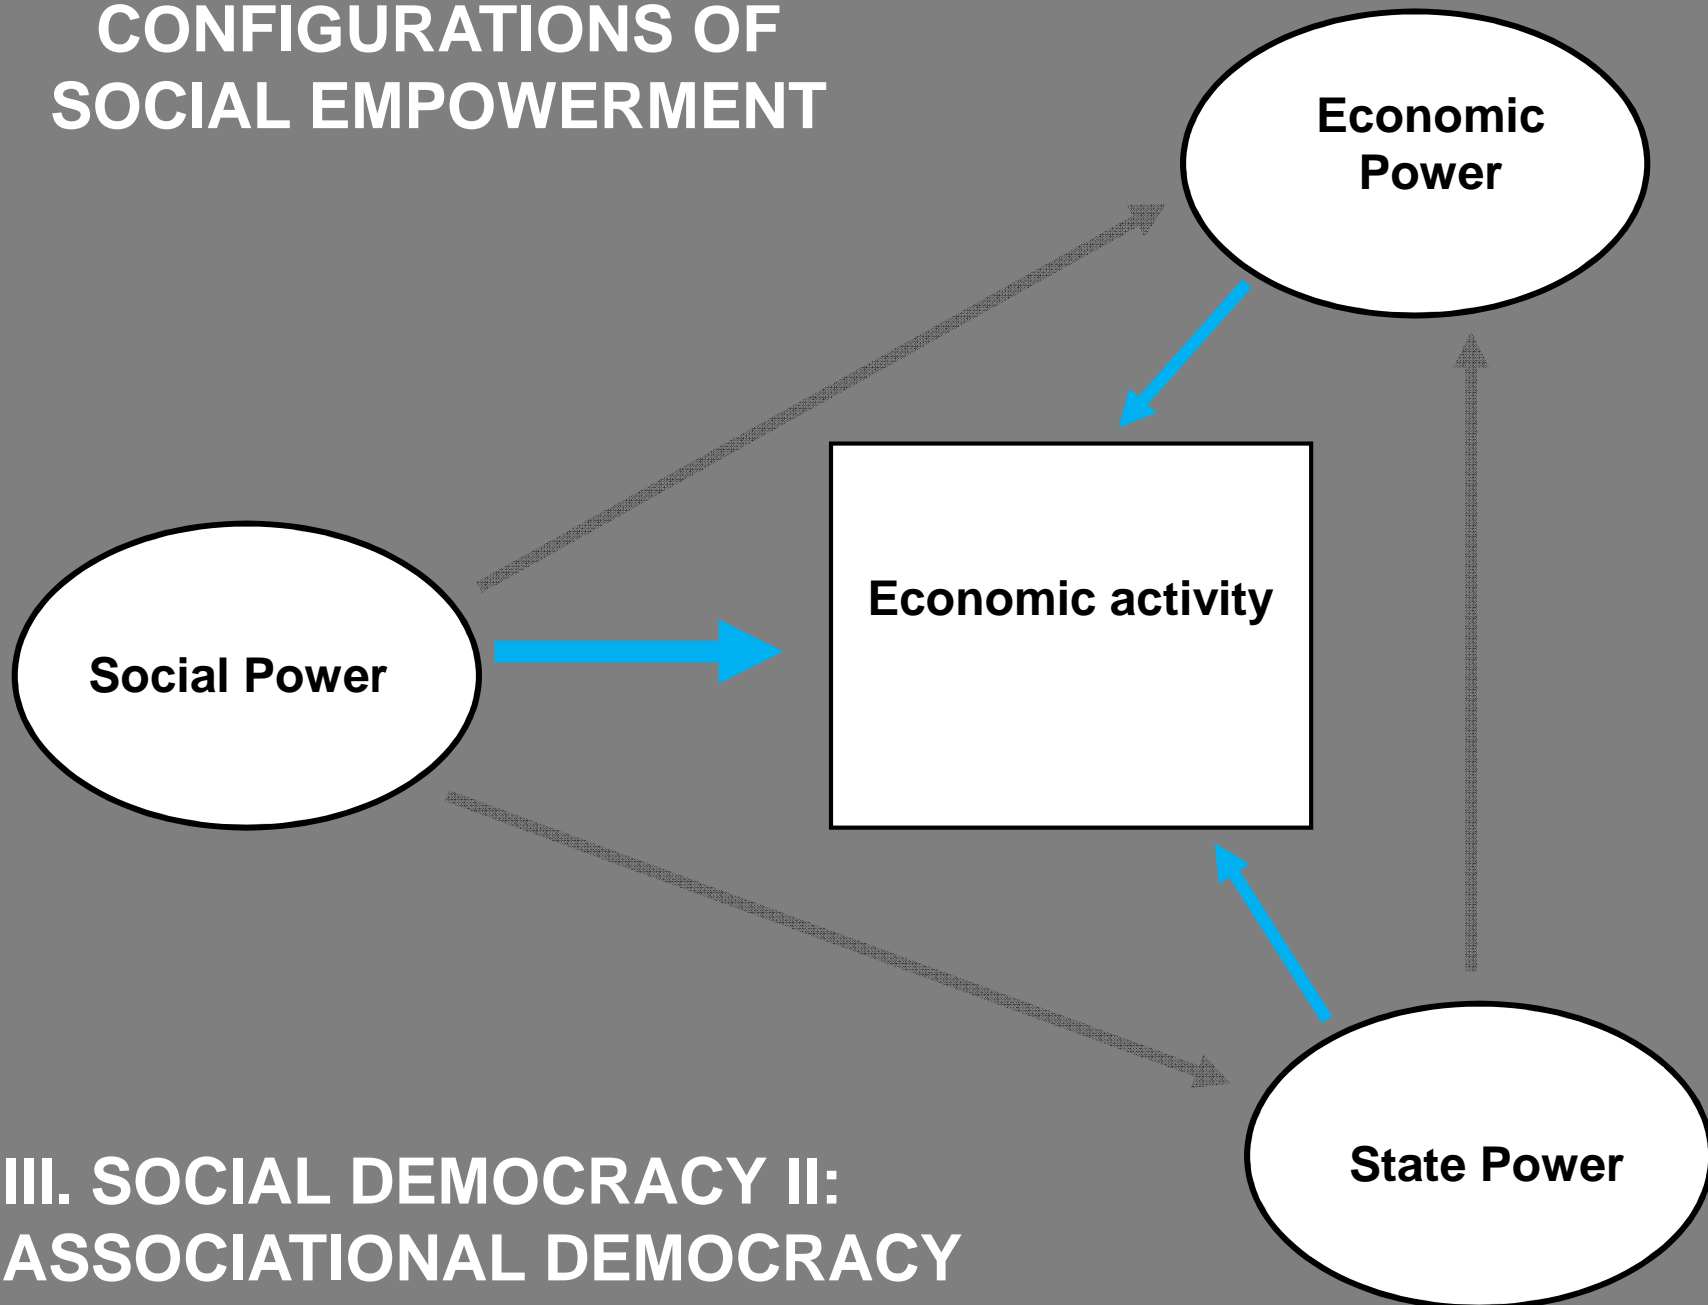 CONFIGURATIONS OF
SOCIAL EMPOWERMENT
Economic
Power
Economic activity
Social Power
State Power
III. SOCIAL DEMOCRACY II:
ASSOCIATIONAL DEMOCRACY